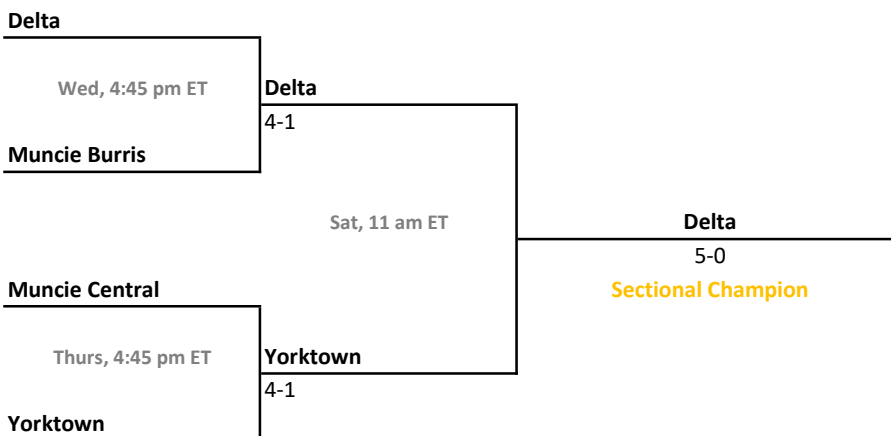 Delta
Wed, 4:45 pm ET
Delta
4-1
Muncie Burris
Sat, 11 am ET
Delta
5-0
Sectional Champion
Muncie Central
Thurs, 4:45 pm ET
Yorktown
4-1
Yorktown